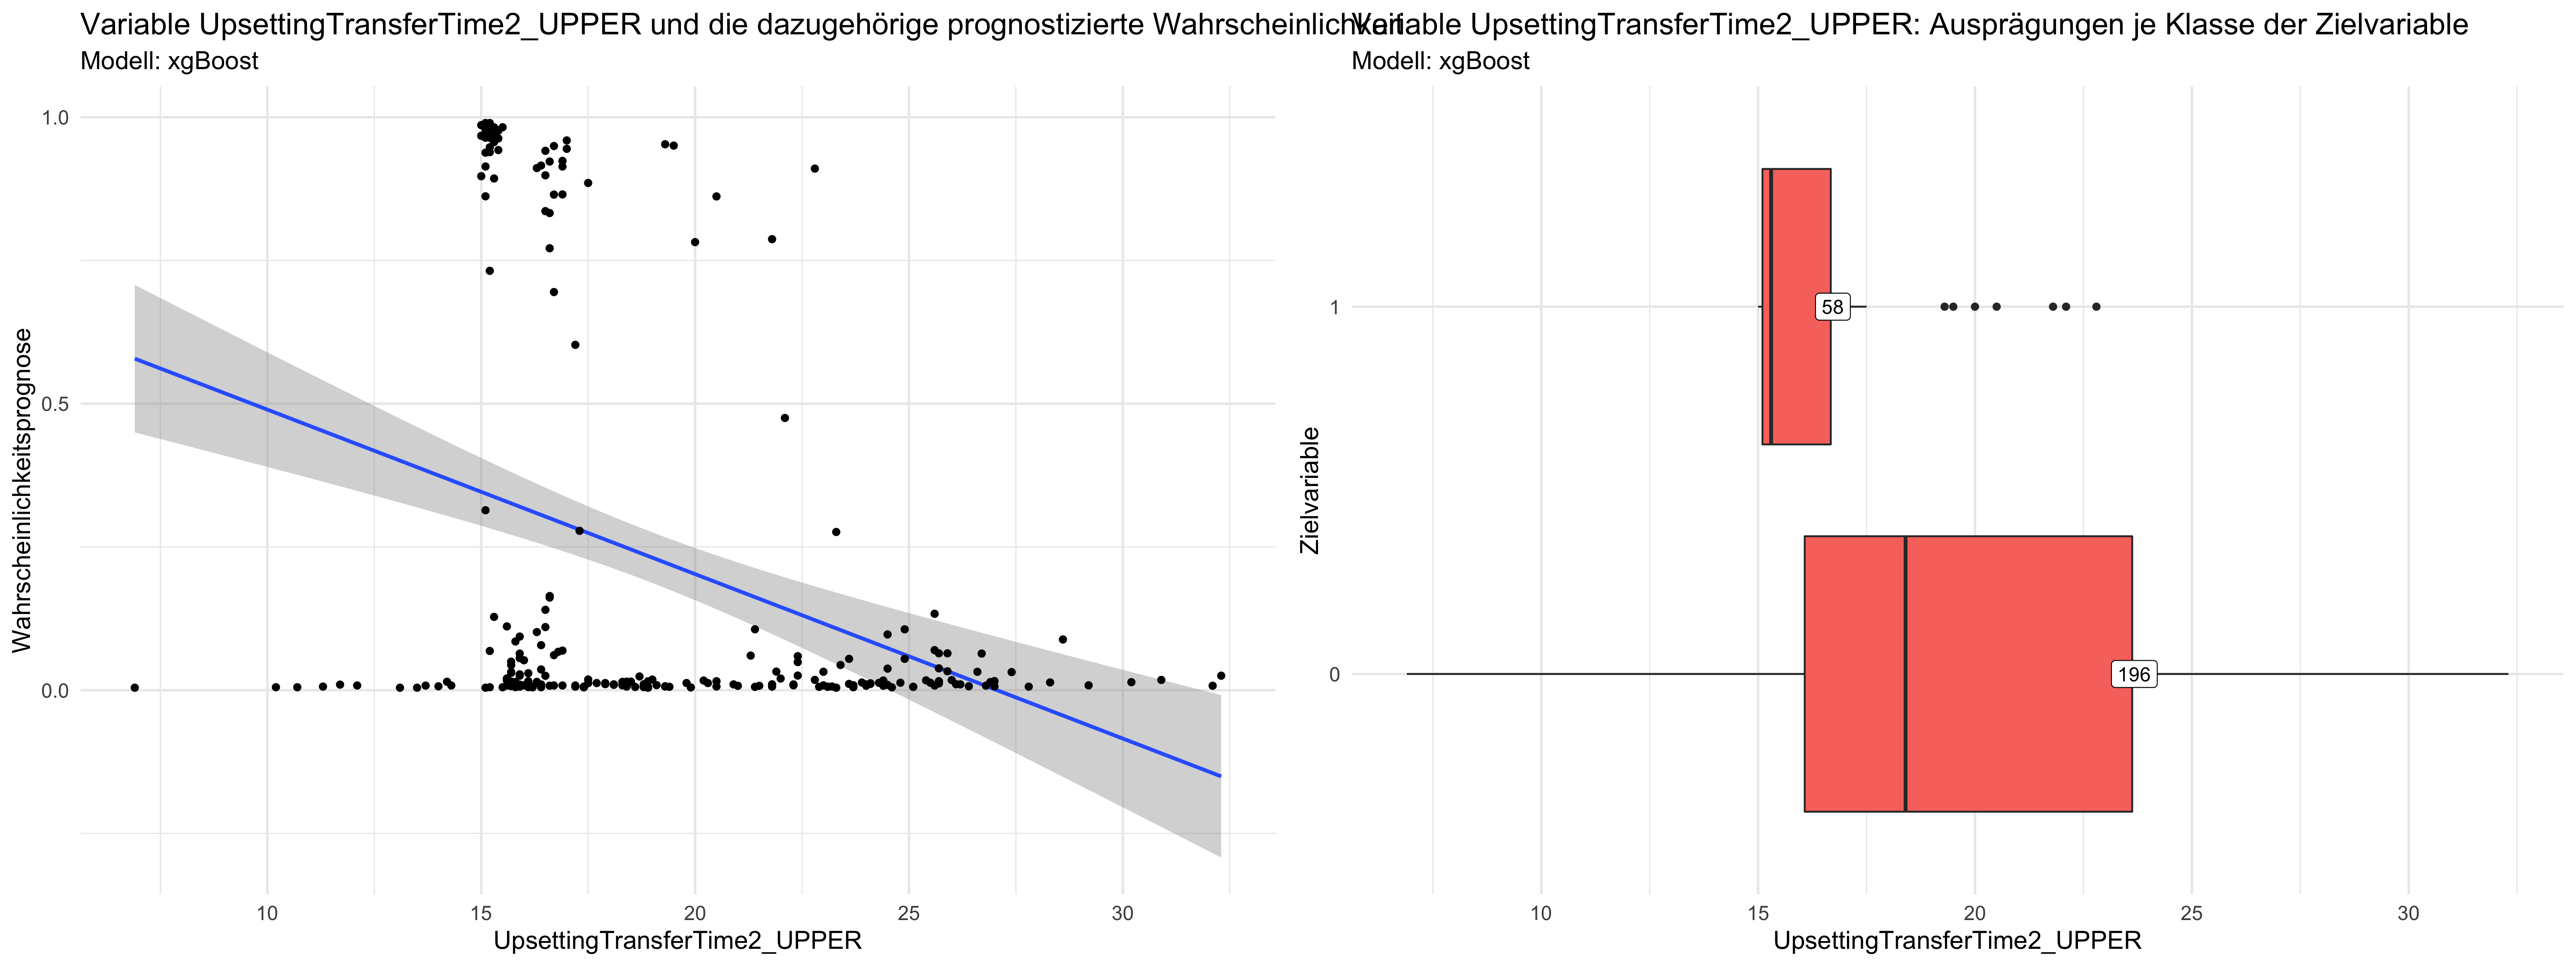 Variable UpsettingTransferTime2_UPPER und die dazugehörige prognostizierte Wahrscheinlichkeit
Modell: xgBoost
Wahrscheinlichkeitsprognose
1.0
0.5
0.0
10 15 20 25 30
UpsettingTransferTime2_UPPER
Variable UpsettingTransferTime2_UPPER: Ausprägungen je Klasse der Zielvariable
Modell: xgBoost
Zielvariable
1
58
0
196
10 15 20 25 30
UpsettingTransferTime2_UPPER